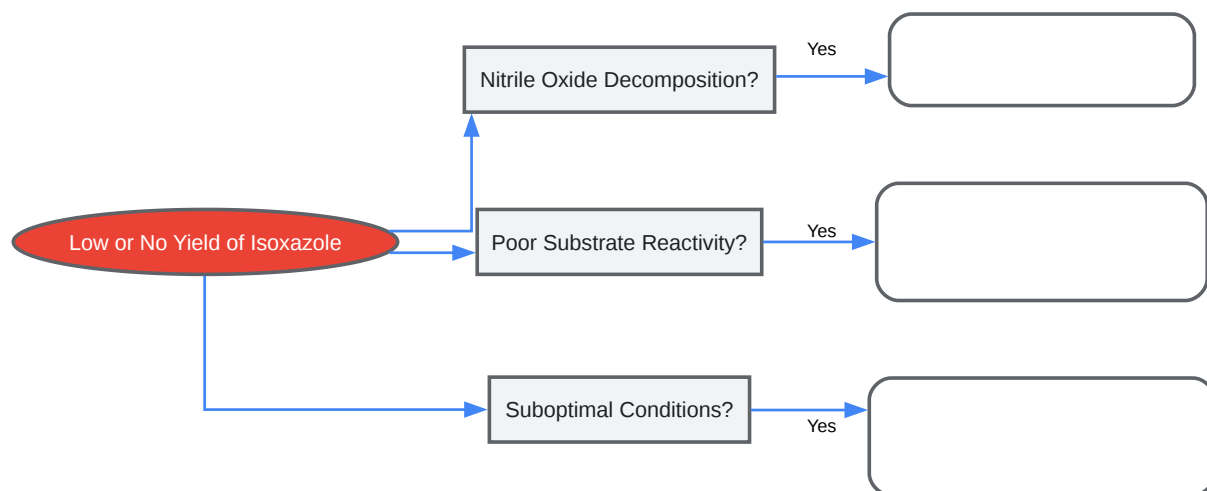 Yes
Nitrile Oxide Decomposition?
Low or No Yield of Isoxazole
Poor Substrate Reactivity?
Yes
Suboptimal Conditions?
Yes